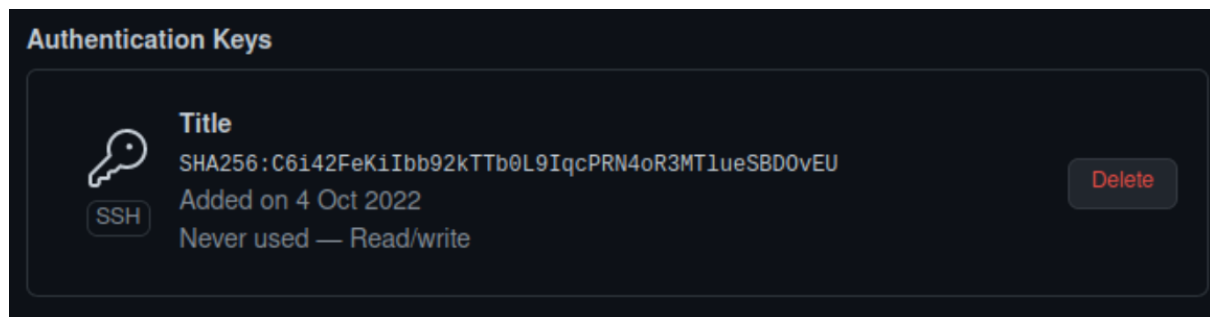 Authentication Keys
Title
SHA256:C6i42FeKiIbb92kTTb0L9IqcPRN4oR3MTlueSBDOvEU
SSH
Added on 4 Oct 2022
Never used — Read/write
Delete